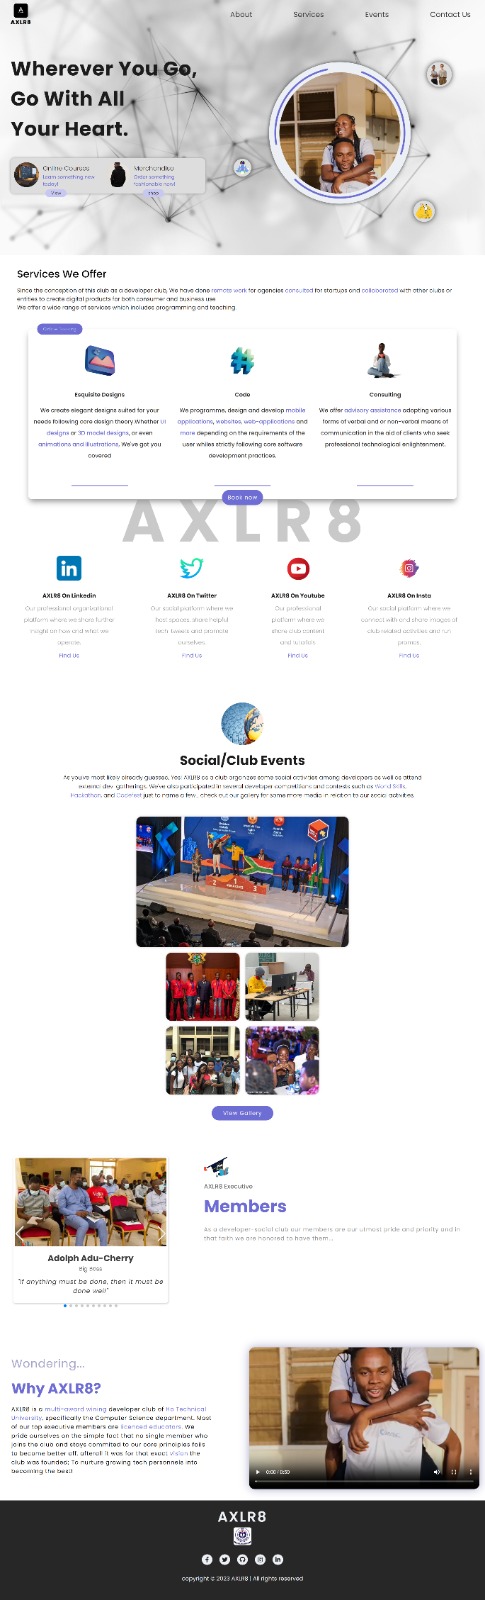 AXLR8
About
Services
Events
Contact Us
Wherever You Go,
Go With All
Your Heart.
Online Courses
Learn something new
today!
View
Merchandise
Order something
fashionable now!
Services We Offer
Since the conception of this club as a developer club, We have done remote work for agencies consulted for startups and collaborated with other clubs or
entities to create digital products for both consumer and business use
We offer a wide range of services which includes programming and teaching.
Esquisite Designs
We create elegant designs suited for your
needs following core design theory.Whether UI
designs or 3D model designs, or even
animations and illustrations, We've got you
covered
Code
We programme, design and develop mobile
applications, websites, web-applications and
more depending on the requirements of the
user whiles strictly following core software
development practices.
Consulting
We offer advisory assistance adopting various
forms of verbal and or non-verbal means of
communication in the aid of clients who seek
professional technological enlightenment.
Book now
AXLR8
AXLR8 On Linkedin
Our professional organisational
platform where we share further
insight on how and what we
operate.
Find Us
AXLR8 On Twitter
Our social platform where we
host spaces, share helpful
tech tweets and promote
ourselves.
Find Us
AXLR8 On Youtube
Our professional
platform where we
share club content
and tutorials.
Find Us
AXLR8 On Insta
Our social platform where we
connect with and share images of
club related activities and run
promos.
Find Us
Social/Club Events
As you've most likely already guessed, Yes! AXLR8 as a club organizes some social activities among developers as well as attend
external dev. gatherings. We've also participated in several developer competitions and contests such as World Skills,
Hackathon, and Codefest just to name a few , check out our gallery for some more media in relation to our social activities.
View Gallery
Adolph Adu-Cherry
Big Boss
"If anything must be done, then it must be
done well"
AXLR8 Executive
Members
As a developer-social club our members are our utmost pride and priority and in
that faith we are honored to have them...
Wondering...
Why AXLR8?
AXLR8 is a multi-award wining developer club of Ho Technical
University, specifically the Computer Science department. Most
of our top executive members are licenced educators. We
pride ourselves on the simple fact that no single member who
joins the club and stays commited to our core principles fails
to become better off, afterall it was for that exact vision the
club was founded; To nurture growing tech personnels into
becoming the best!
0:00 / 0:50
AXLR8
copyright © 2023 AXLR8 | All rights reserved